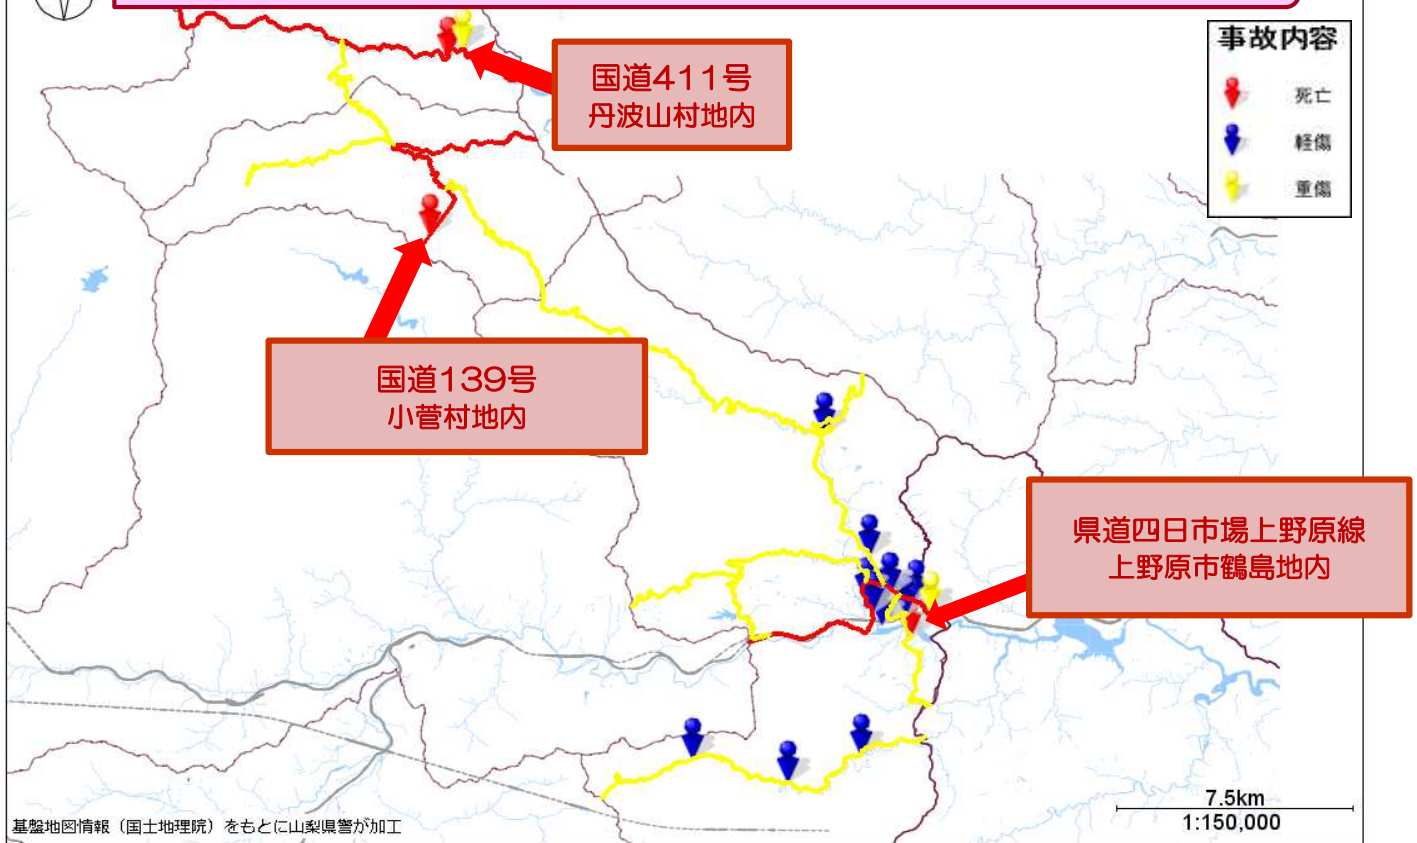 事故内容
死亡
軽傷
重傷
国道411号
丹波山村地内
国道139号
小菅村地内
県道四日市場上野原線
上野原市鶴島地内
7.5km
1:150,000
基盤地図情報（国土地理院）をもとに山梨県警が加工